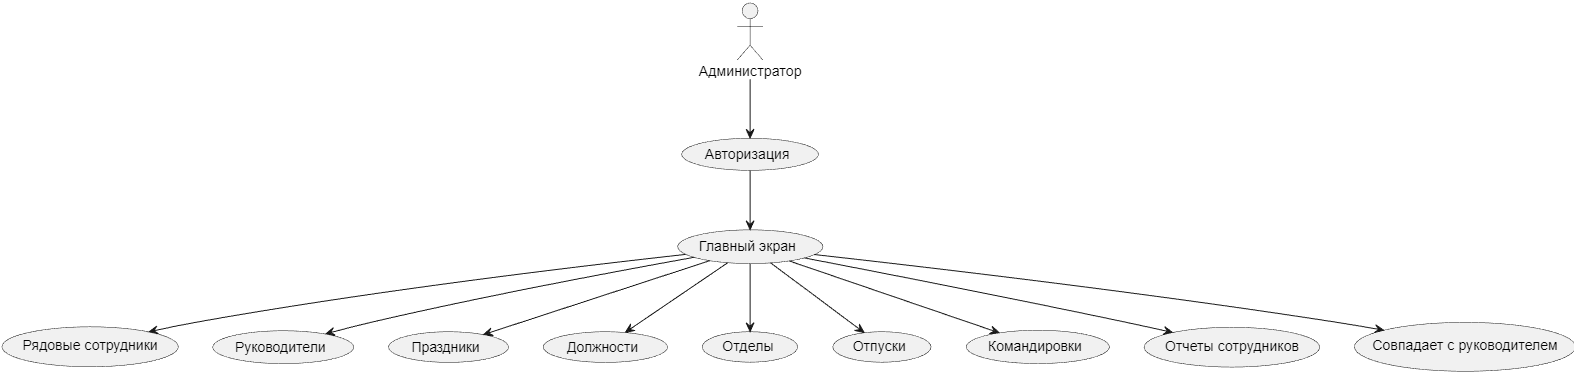 Администратор
Авторизация
Главный экран
Рядовые сотрудники
Руководители
Праздники
Должности
Отделы
Отпуски
Командировки
Отчеты сотрудников
Совпадает с руководителем